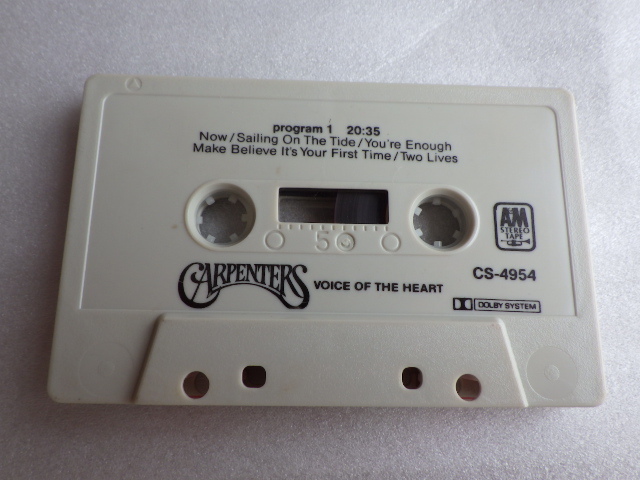 program 1 20:35
Now/Sailing On The Tide/You're Enough
Make Believe It's Your First Time/Two Lives
A&M
STEREO
TAPE
50
CARPENTERS VOICE OF THE HEART
CS-4954
DOLBY SYSTEM